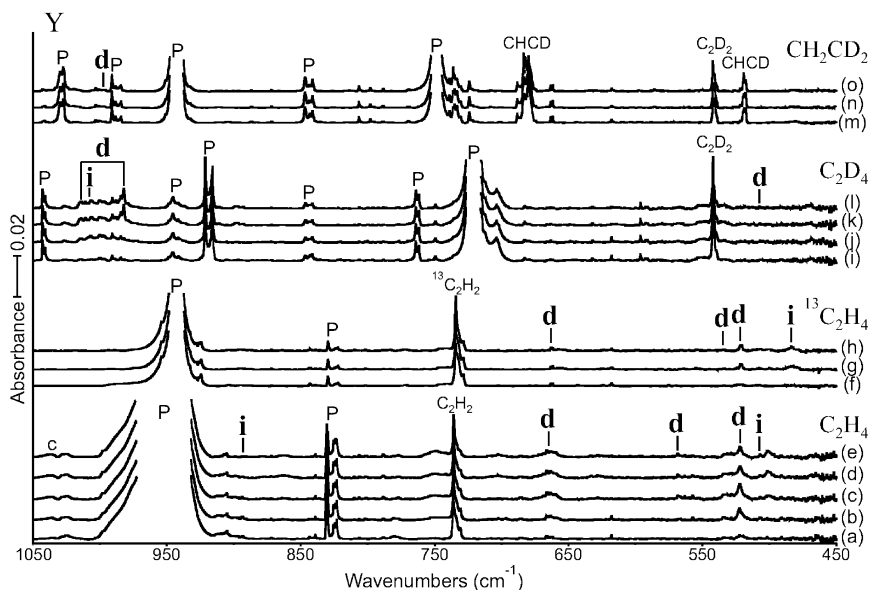 Y
P d P P P P CHCD C2D2 CHCD CH2CD2
(o)
(n)
(m)
P d i P P P P P C2D2 d C2D4
(l)
(k)
(j)
(i)
P P 13C2H2 d d d i 13C2H4
(h)
(g)
(f)
c P i P C2H2 d d d i C2H4
(e)
(d)
(c)
(b)
(a)
Absorbance 0.02
1050 950 850 750 650 550 450
Wavenumbers (cm-1)